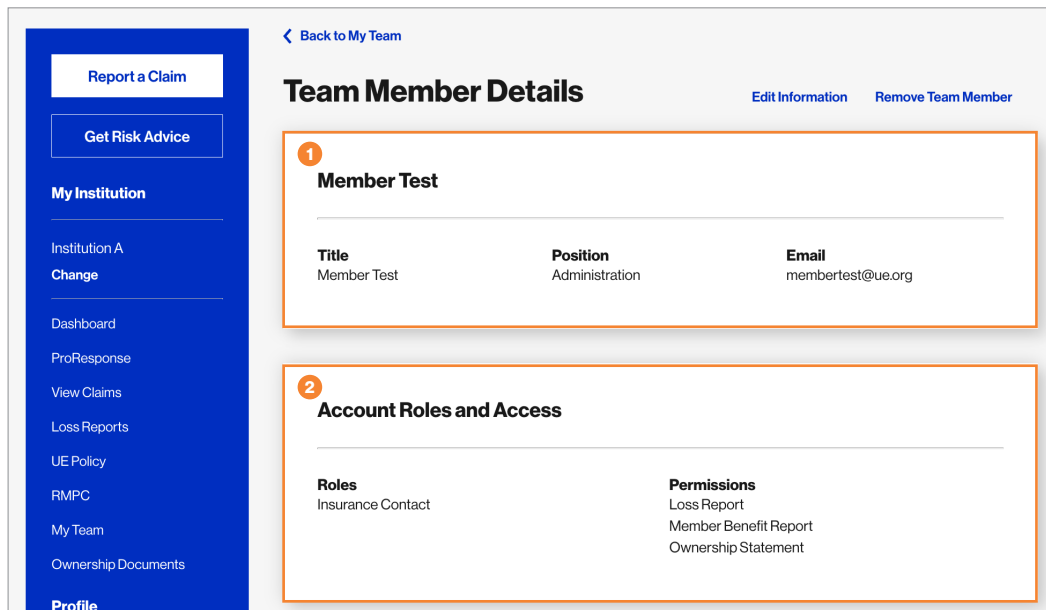 Report a Claim
Get Risk Advice
My Institution
Institution A
Change
Dashboard
ProResponse
View Claims
Loss Reports
UE Policy
RMPC
My Team
Ownership Documents
Profile
Back to My Team
Team Member Details
Edit Information
Remove Team Member
1
Member Test
Title
Member Test
Position
Administration
Email
membertest@ue.org
2
Account Roles and Access
Roles
Insurance Contact
Permissions
Loss Report
Member Benefit Report
Ownership Statement